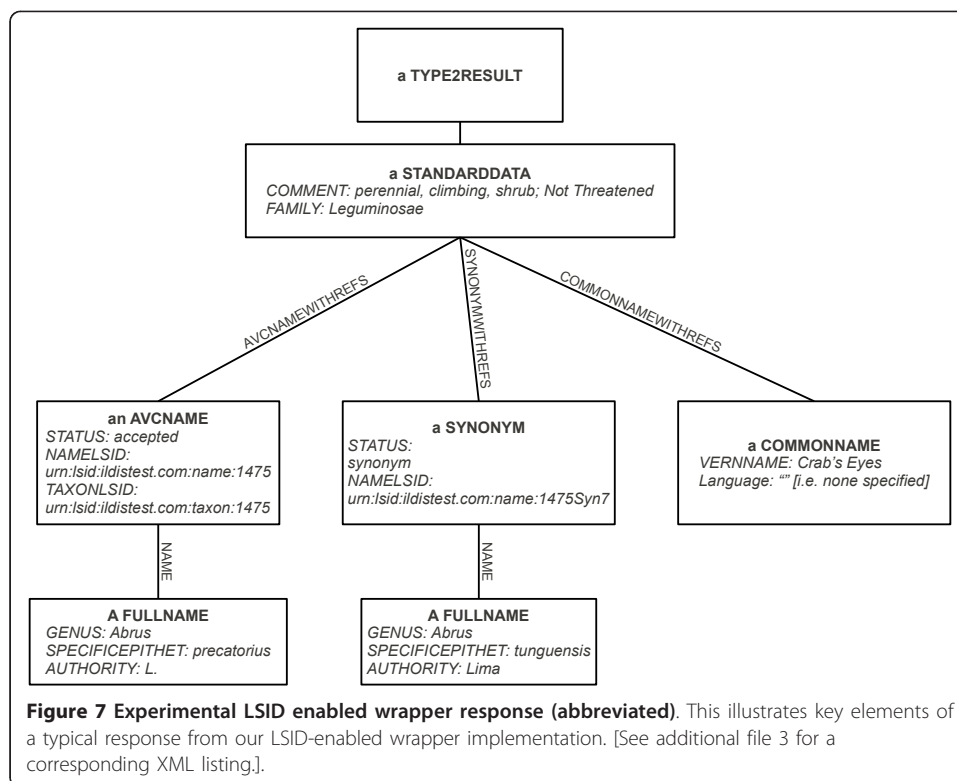 a TYPE2RESULT
a STANDARDDATA
COMMENT: perennial, climbing, shrub; Not Threatened
FAMILY: Leguminosae
AVCNAMEWITHREFS
SYNONYMWITHREFS
COMMONNAMEWITHREFS
an AVCNAME
STATUS: accepted
NAMELSID:
urn:lsid:ildistest.com:name:1475
TAXONLSID:
urn:lsid:ildistest.com:taxon:1475
a SYNONYM
STATUS:
synonym
NAMELSID:
urn:lsid:ildistest.com:name:1475Syn7
a COMMONNAME
VERNNAME: Crab's Eyes
Language: “” [i.e. none specified]
NAME
NAME
A FULLNAME
GENUS: Abrus
SPECIFICEPITHET: precatorius
AUTHORITY: L.
A FULLNAME
GENUS: Abrus
SPECIFICEPITHET: tunguensis
AUTHORITY: Lima
Figure 7 Experimental LSID enabled wrapper response (abbreviated). This illustrates key elements of
a typical response from our LSID-enabled wrapper implementation. [See additional file 3 for a
corresponding XML listing.].